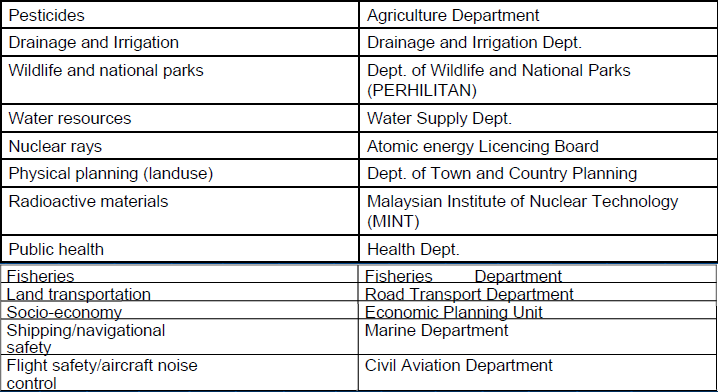 Pesticides Agriculture Department
Drainage and Irrigation Drainage and Irrigation Dept.
Wildlife and national parks Dept. of Wildlife and National Parks
(PERHILITAN)
Water resources Water Supply Dept.
Nuclear rays Atomic energy Licencing Board
Physical planning (landuse) Dept. of Town and Country Planning
Radioactive materials Malaysian Institute of Nuclear Technology
(MINT)
Public health Health Dept.
Fisheries Fisheries Department
Land transportation Road Transport Department
Socio-economy Economic Planning Unit
Shipping/navigational Marine Department
safety
Flight safety/aircraft noise Civil Aviation Department
control